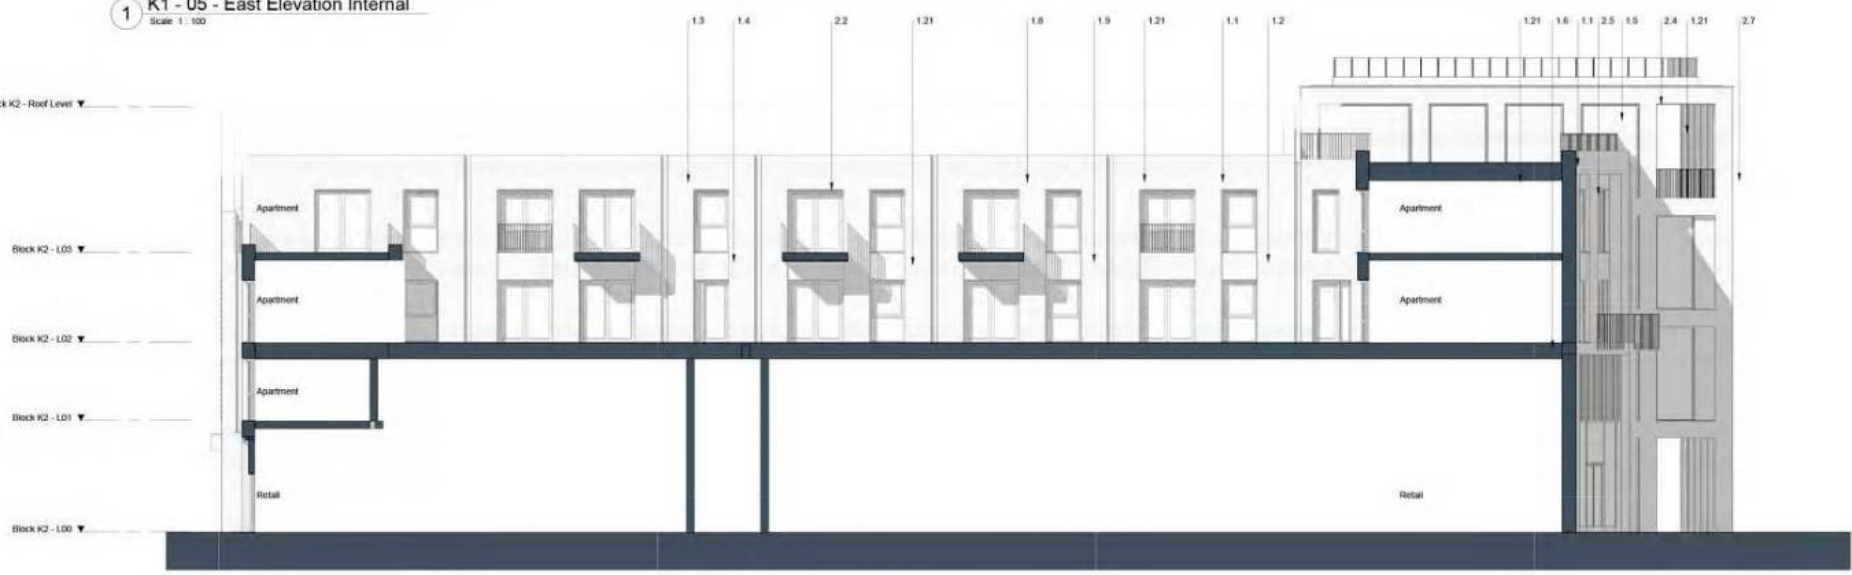 1 K1 - 05 - East Elevation Internal
Scale 1 : 100
1.3 1.4 2.2 1.21 1.8 1.9 1.21 1.1 1.2 1.21 1.6 1.1 2.5 1.5 2.4 1.21 2.7
K2 - Roof Level
Apartment Apartment
Block K2 - L03
Apartment Apartment
Block K2 - L02
Apartment
Block K2 - L01
Retail Retail
Block K2 - L00